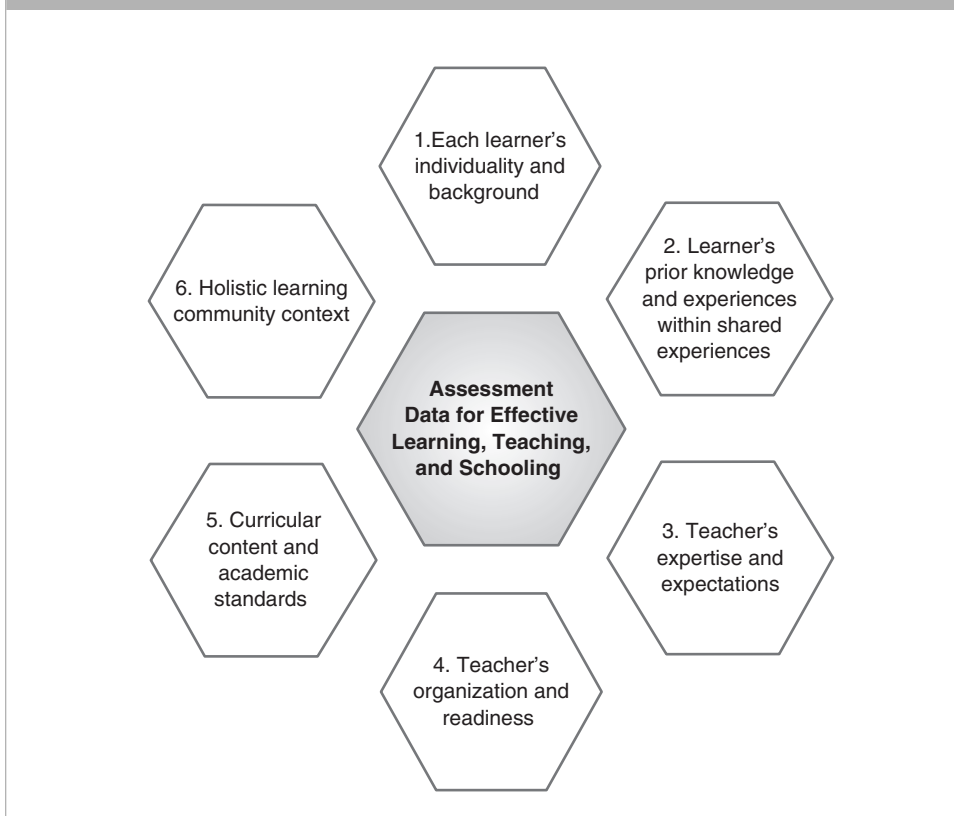 1.Each learner's
individuality and
background
2. Learner's
prior knowledge
and experiences
within shared
experiences
3. Teacher's
expertise and
expectations
4. Teacher's
organization and
readiness
5. Curricular
content and
academic
standards
6. Holistic learning
community context
Assessment
Data for Effective
Learning, Teaching,
and Schooling